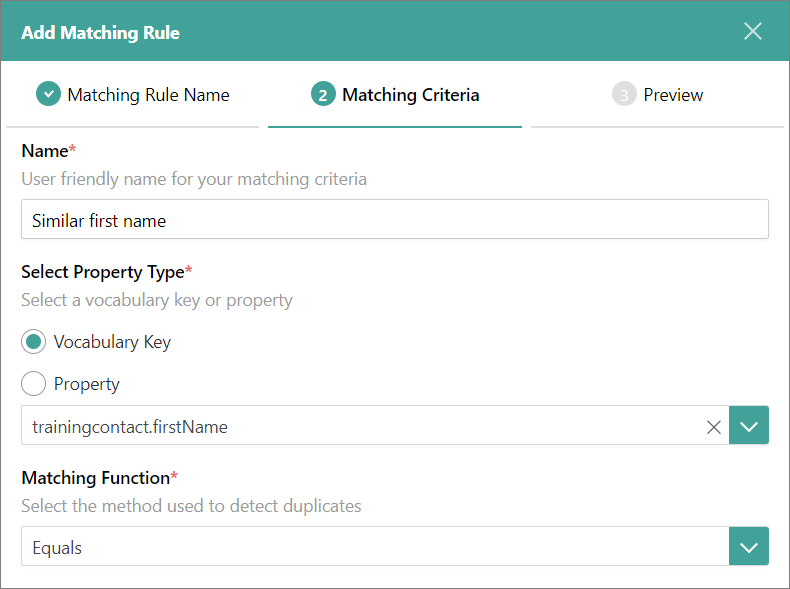 Add Matching Rule
Matching Rule Name
2 Matching Criteria
3 Preview
Name*
User friendly name for your matching criteria
Similar first name
Select Property Type*
Select a vocabulary key or property
Vocabulary Key
Property
trainingcontact.firstName
Matching Function*
Select the method used to detect duplicates
Equals